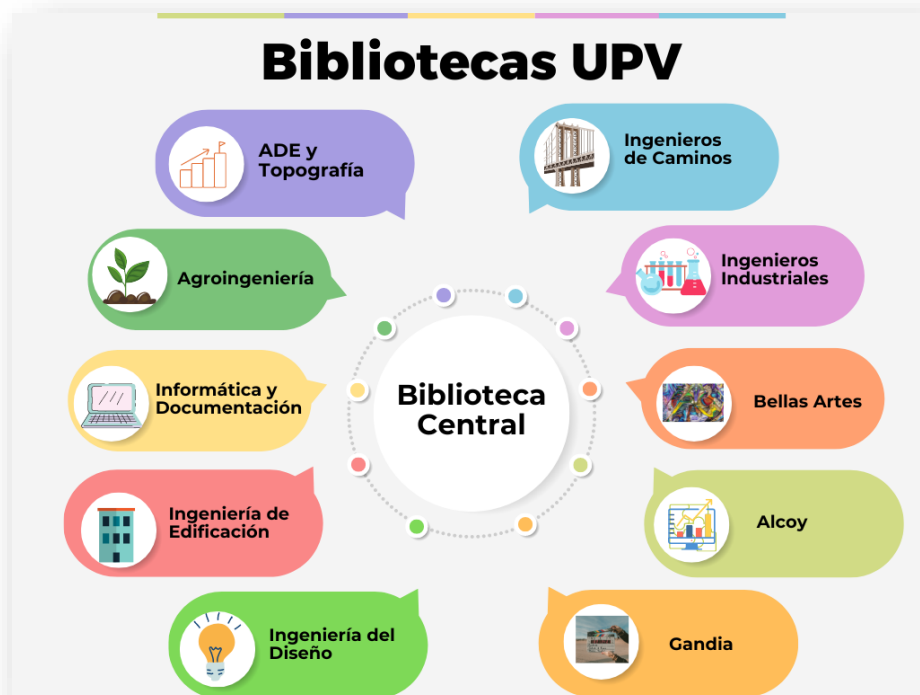 Bibliotecas UPV
ADE y
Topografía
Ingenieros
de Caminos
Agroingeniería
Ingenieros
Industriales
Informática y
Documentación
Biblioteca
Central
Bellas Artes
Ingeniería de
Edificación
Alcoy
Ingeniería del
Diseño
Gandia